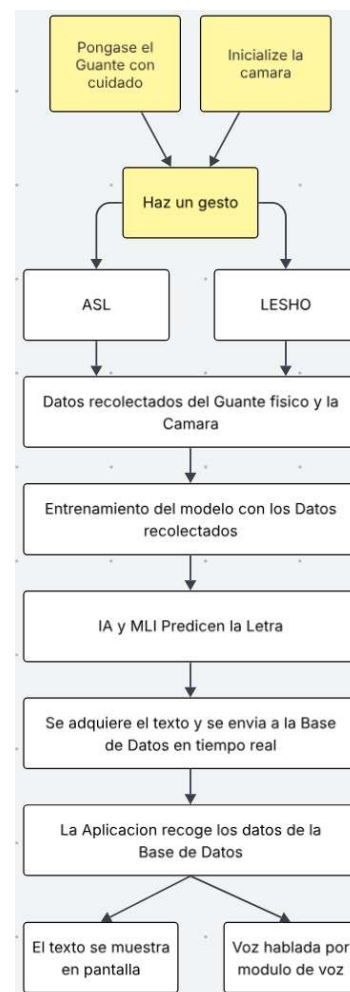 Pongase el
Guante con
cuidado
Inicialize la
camara
Haz un gesto
ASL
LESHO
Datos recolectados del Guante fisico y la
Camara
Entrenamiento del modelo con los Datos
recolectados
IA y MLI Predicen la Letra
Se adquiere el texto y se envia a la Base
de Datos en tiempo real
La Aplicacion recoge los datos de la
Base de Datos
El texto se muestra
en pantalla
Voz hablada por
modulo de voz